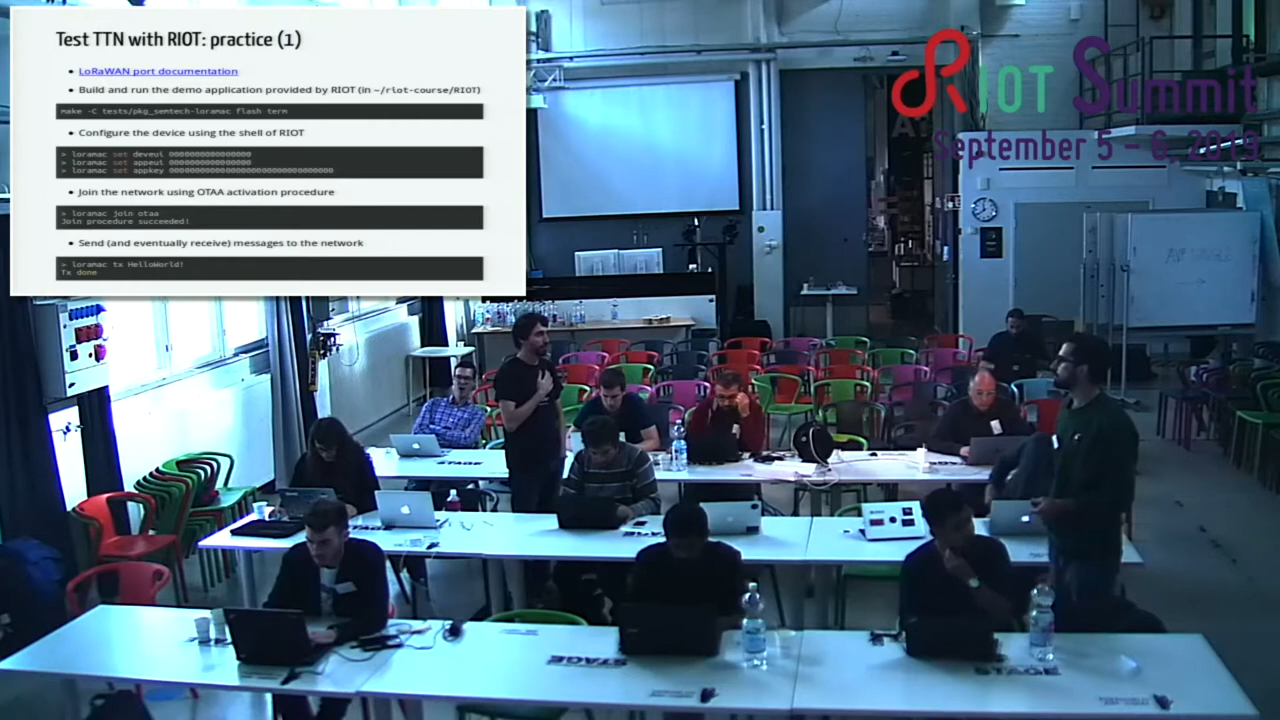 Test TTN with RIOT: practice (1)
LoRaWAN port documentation
Build and run the demo application provided by RIOT (in ~/riot-course/RIOT)
make -C tests/pkg_semtech-loramac flash term
Configure the device using the shell of RIOT
> loramac set deveui 0000000000000000
> loramac set appeui 0000000000000000
> loramac set appkey 00000000000000000000000000000000
Join the network using OTAA activation procedure
> loramac join otaa
Join procedure succeeded!
Send (and eventually receive) messages to the network
> loramac tx HelloWorld!
Tx done
RIOT Summit
September 5 – 6, 2019
STAGE
STAGE
STAGE